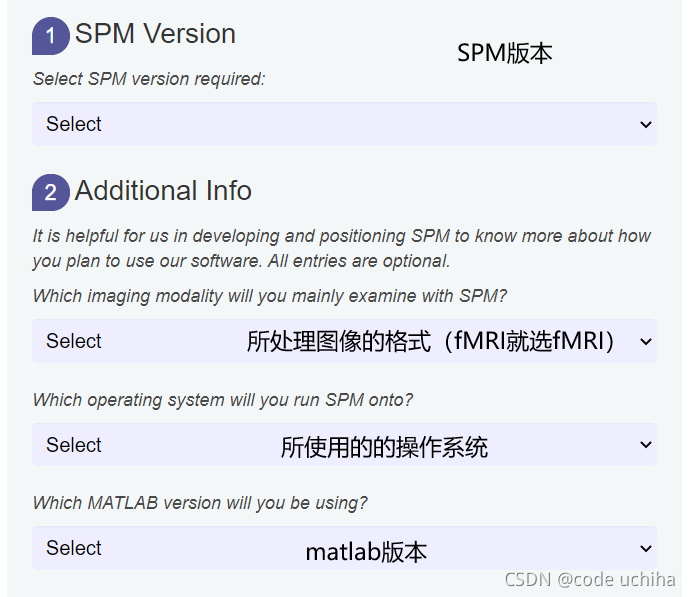 1 SPM Version
SPM版本
Select SPM version required:
Select
2 Additional Info
It is helpful for us in developing and positioning SPM to know more about how
you plan to use our software. All entries are optional.
Which imaging modality will you mainly examine with SPM?
Select 所处理图像的格式（fMRI就选fMRI）
Which operating system will you run SPM onto?
Select 所使用的的操作系统
Which MATLAB version will you be using?
Select matlab版本
CSDN @code uchiha